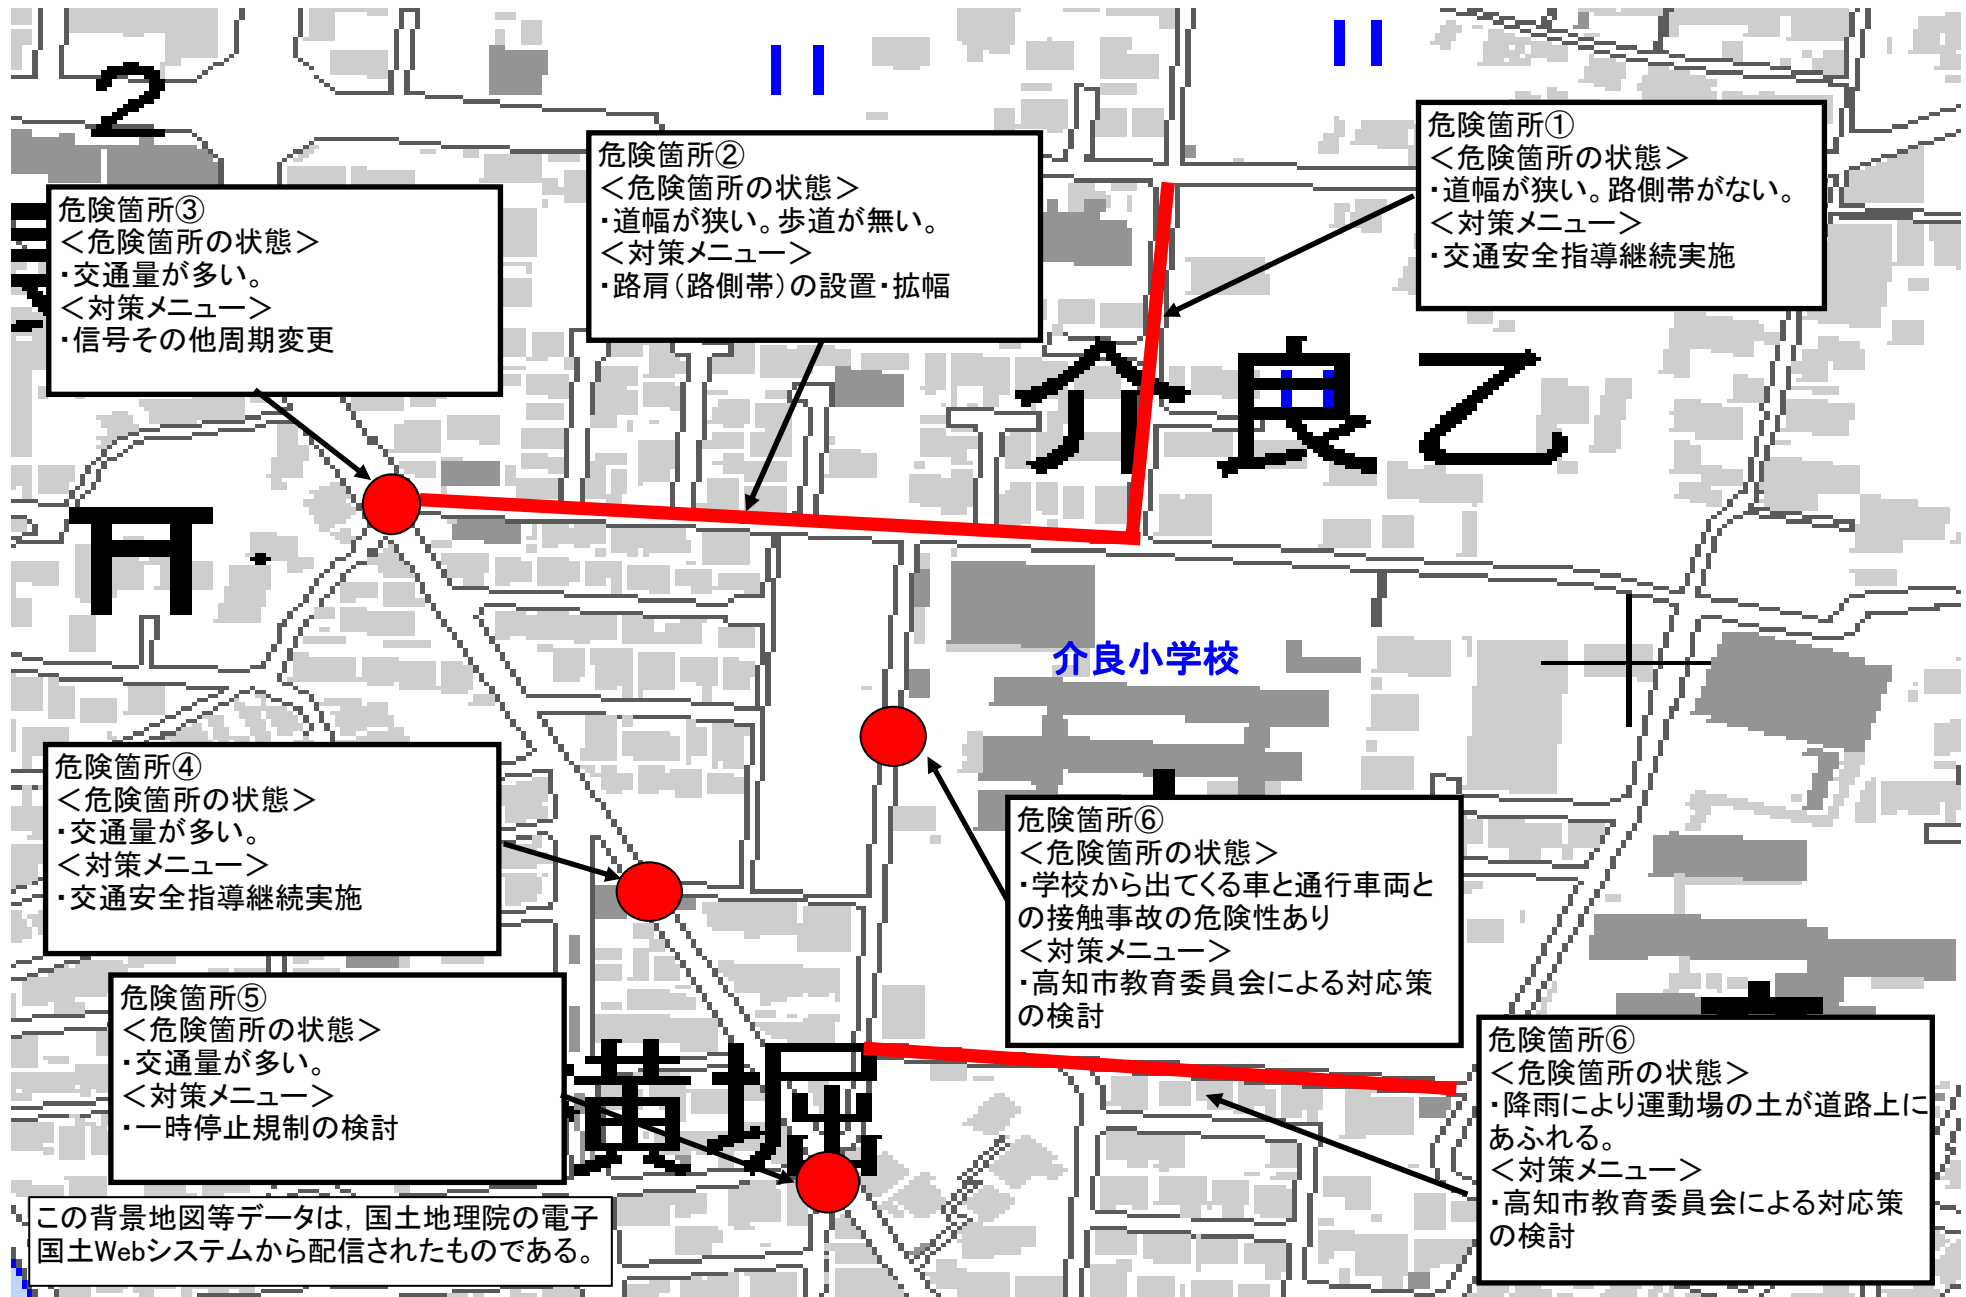 2
危険箇所①
＜危険箇所の状態＞
・道幅が狭い。路側帯がない。
＜対策メニュー＞
・交通安全指導継続実施
危険箇所②
＜危険箇所の状態＞
・道幅が狭い。歩道が無い。
＜対策メニュー＞
・路肩（路側帯）の設置・拡幅
危険箇所③
＜危険箇所の状態＞
・交通量が多い。
＜対策メニュー＞
・信号その他周期変更
介良乙
介良小学校
危険箇所④
＜危険箇所の状態＞
・交通量が多い。
＜対策メニュー＞
・交通安全指導継続実施
危険箇所⑥
＜危険箇所の状態＞
・学校から出てくる車と通行車両と
の接触事故の危険性あり
＜対策メニュー＞
・高知市教育委員会による対応策
の検討
危険箇所⑤
＜危険箇所の状態＞
・交通量が多い。
＜対策メニュー＞
・一時停止規制の検討
危険箇所⑥
＜危険箇所の状態＞
・降雨により運動場の土が道路上に
あふれる。
＜対策メニュー＞
・高知市教育委員会による対応策
の検討
この背景地図等データは，国土地理院の電子
国土Webシステムから配信されたものである。